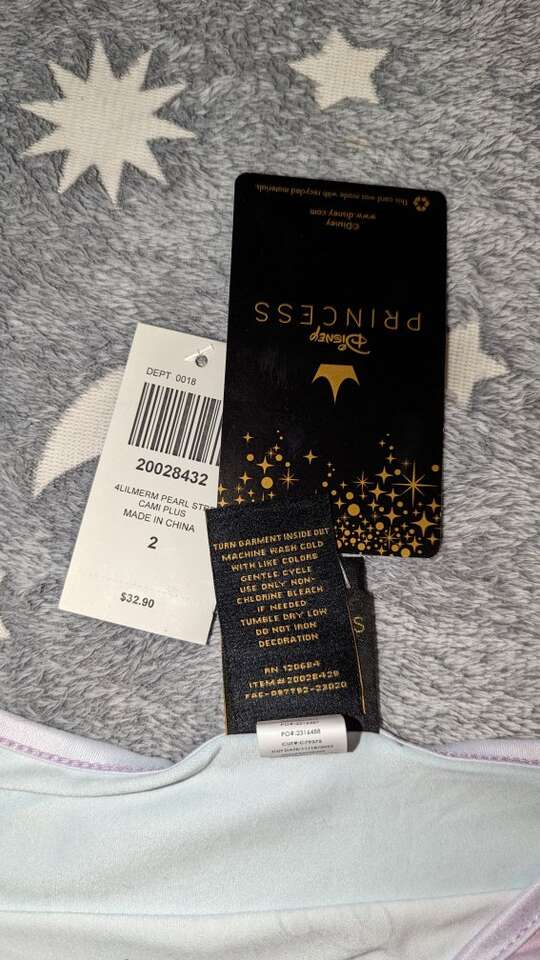 This card was made with recycled materials.
www.disney.com
©Disney
PRINCESS
Disney
DEPT 0018
20028432
4LILMERM PEARL STR
CAMI PLUS
MADE IN CHINA
2
$32.90
TURN GARMENT INSIDE OUT
MACHINE WASH COLD
WITH LIKE COLORS
GENTLE CYCLE
USE ONLY NON-
CHLORINE BLEACH
IF NEEDED
TUMBLE DRY LOW
DO NOT IRON
DECORATION
RN 120684
ITEM#20028428
FAC-097792-23020
S
PO#:2316488